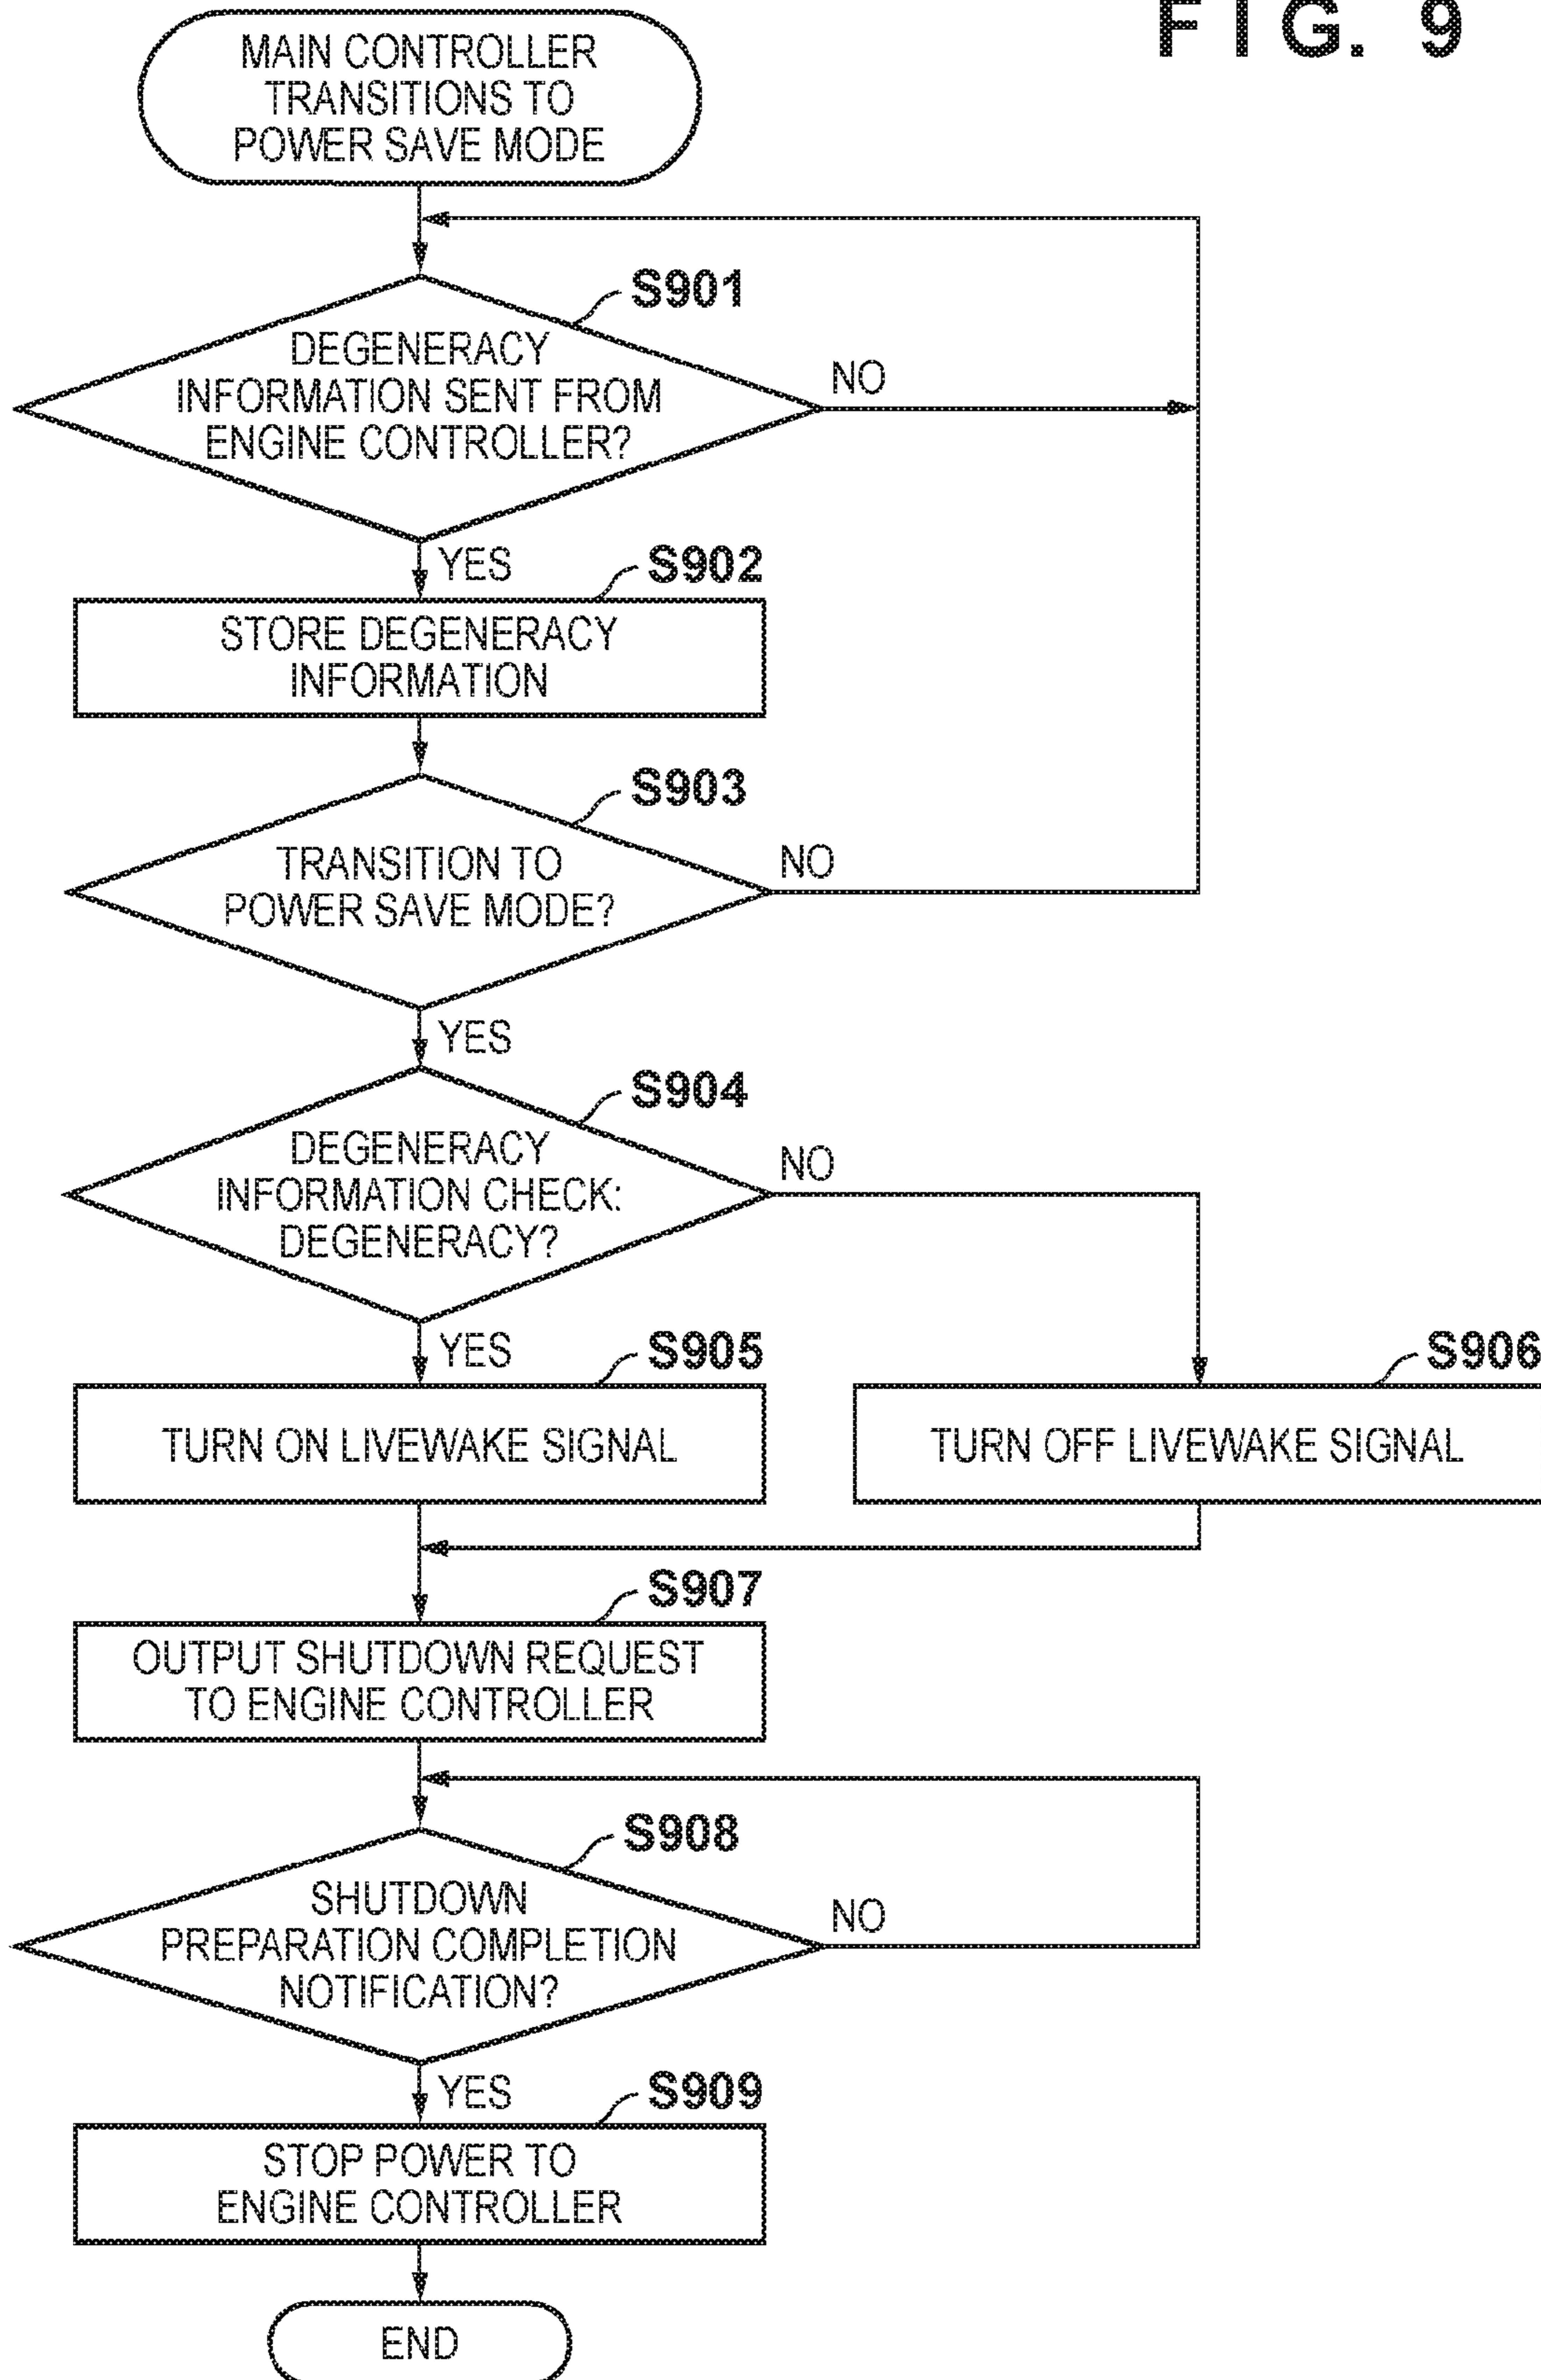 FIG. 9
MAIN CONTROLLER
TRANSITIONS TO
POWER SAVE MODE
S901
DEGENERACY
INFORMATION SENT FROM
ENGINE CONTROLLER?
NO
YES
S902
STORE DEGENERACY
INFORMATION
S903
TRANSITION TO
POWER SAVE MODE?
NO
YES
S904
DEGENERACY
INFORMATION CHECK:
DEGENERACY?
NO
YES
S905
TURN ON LIVEWAKE SIGNAL
S906
TURN OFF LIVEWAKE SIGNAL
S907
OUTPUT SHUTDOWN REQUEST
TO ENGINE CONTROLLER
S908
SHUTDOWN
PREPARATION COMPLETION
NOTIFICATION?
NO
YES
S909
STOP POWER TO
ENGINE CONTROLLER
END